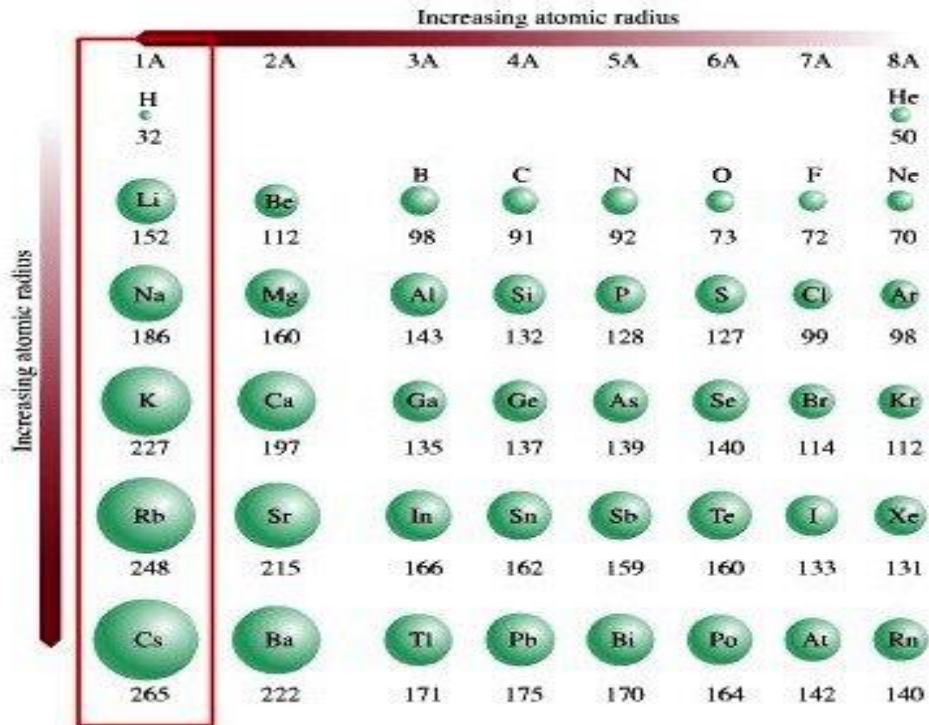 Increasing atomic radius
1A 2A 3A 4A 5A 6A 7A 8A
H He
32 50
B C N O F Ne
Li Be
152 112 98 91 92 73 72 70
Na Mg Al Si P S Cl Ar
186 160 143 132 128 127 99 98
K Ca Ga Ge As Se Br Kr
227 197 135 137 139 140 114 112
Rb Sr In Sn Sb Te I Xe
248 215 166 162 159 160 133 131
Cs Ba Tl Pb Bi Po At Rn
265 222 171 175 170 164 142 140
Increasing atomic radius